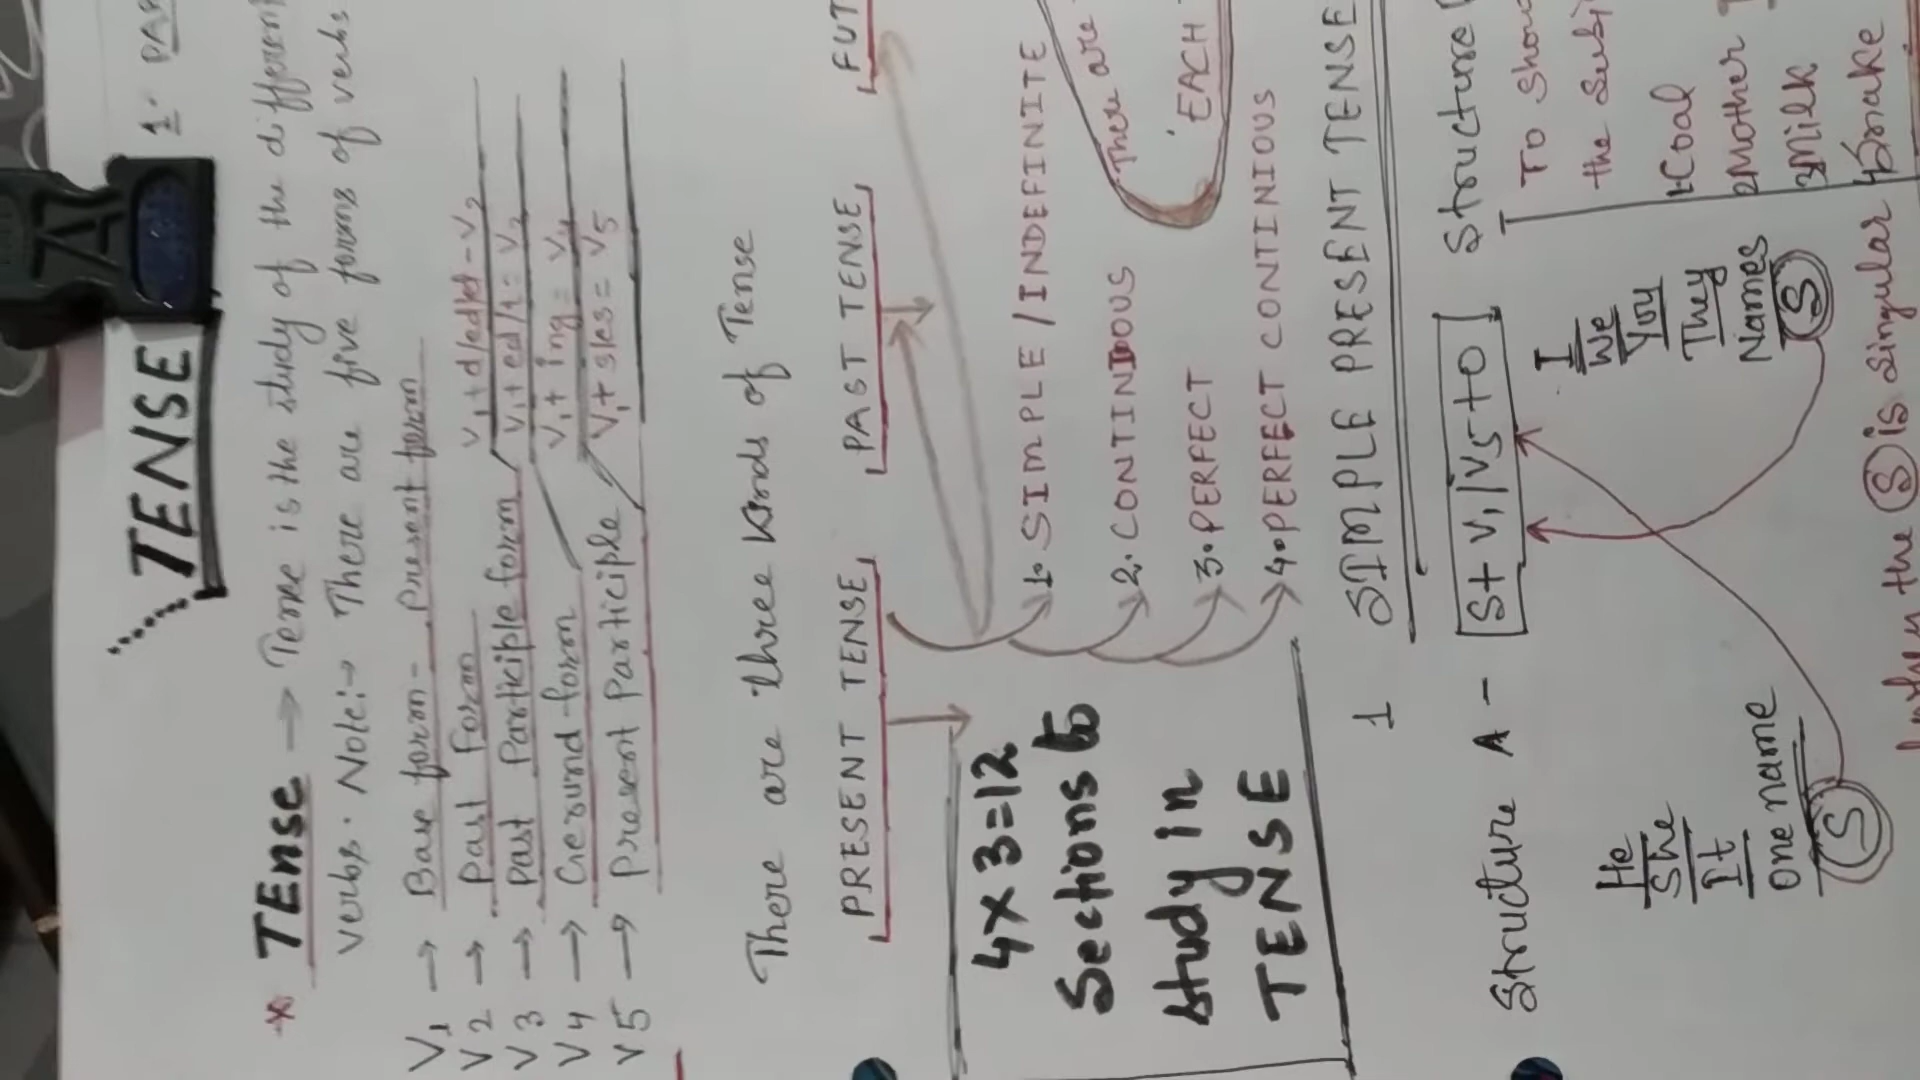 TENSE
1. PAR
* TEnse → Tense is the study of the different
verbs. Note:→ There are five forms of verbs
V1 → Base form - Present form
V2 → Past form V1+d/ed/et-V2
V3 → Past Participle form V1+ed/t=V3
V4 → Gerund form V1+ing=V4
V5 → Present Participle V1+s/es=V5
There are three kinds of Tense
PRESENT TENSE PAST TENSE FUT
1. SIMPLE/INDEFINITE
2. CONTINIOUS
3. PERFECT
4. PERFECT CONTINIOUS
There are
EACH
4x3=12
Sections to
study in
TENSE
1 SIMPLE PRESENT TENSE
Structure A - S+V1/V5+O Structure
He
She
It
One name
S
I
We
You
They
Names
S
To show
the subj
1 Coal
2 Mother
3 Milk
4 Snake
the S is singular